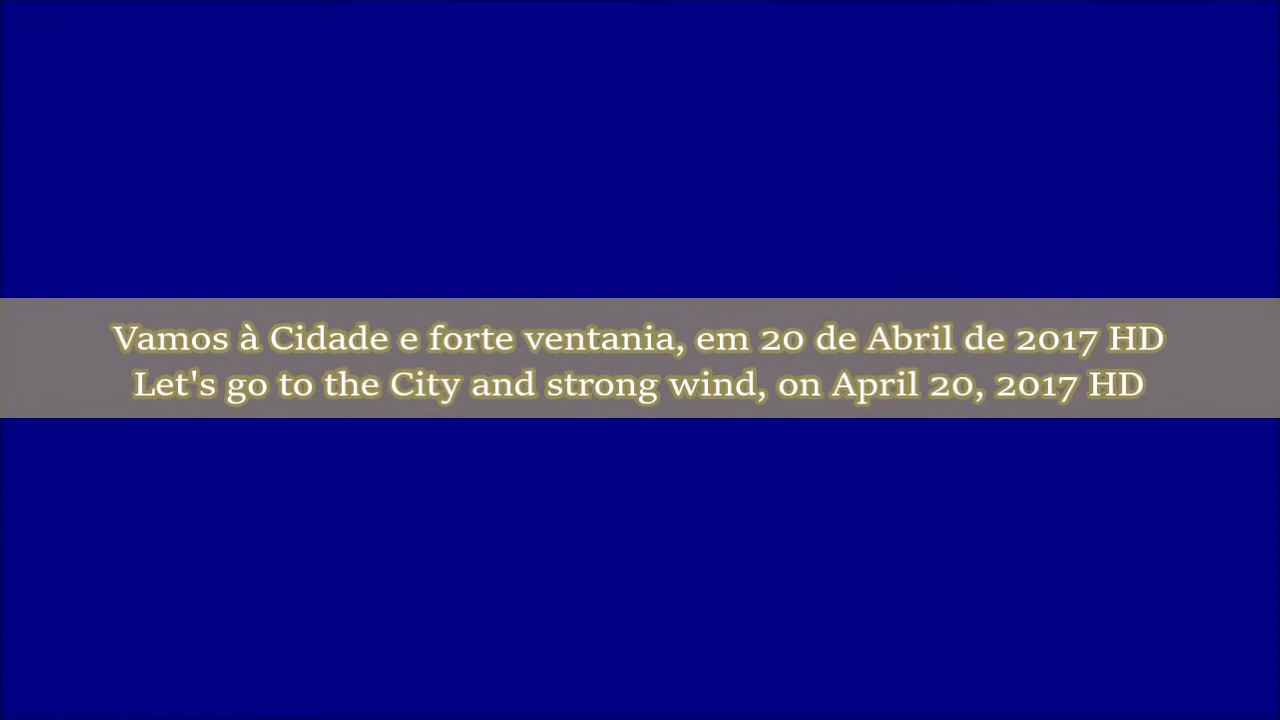 Vamos à Cidade e forte ventania, em 20 de Abril de 2017 HD
Let's go to the City and strong wind, on April 20, 2017 HD